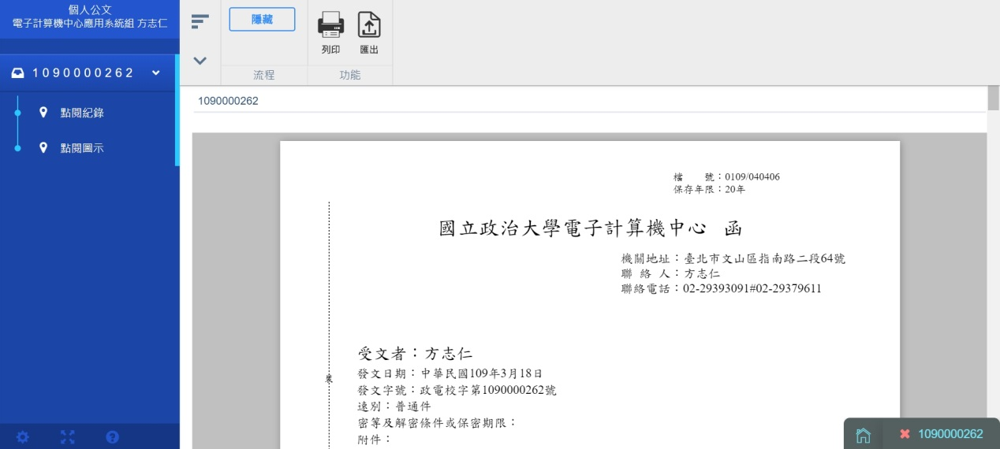 個人公文
電子計算機中心應用系統組 方志仁
1090000262
點閱紀錄
點閱圖示
隱藏
流程
列印
匯出
功能
1090000262
檔 號：0109/040406
保存年限：20年
國立政治大學電子計算機中心 函
機關地址：臺北市文山區指南路二段64號
聯 絡 人：方志仁
聯絡電話：02-29393091#02-29379611
受文者：方志仁
發文日期：中華民國109年3月18日
發文字號：政電校字第1090000262號
速別：普通件
密等及解密條件或保密期限：
附件：
裝
1090000262